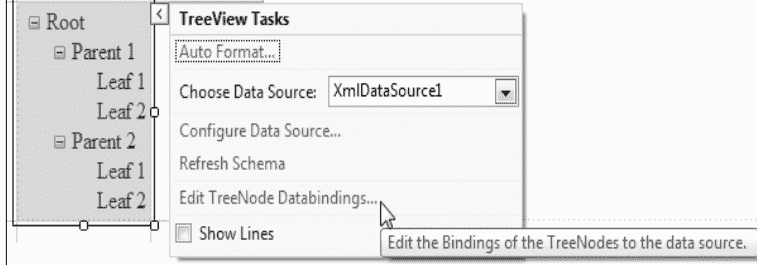 Root
Parent 1
Leaf 1
Leaf 2
Parent 2
Leaf 1
Leaf 2
TreeView Tasks
Auto Format...
Choose Data Source: XmlDataSource1
Configure Data Source...
Refresh Schema
Edit TreeNode Databindings...
Show Lines
Edit the Bindings of the TreeNodes to the data source.